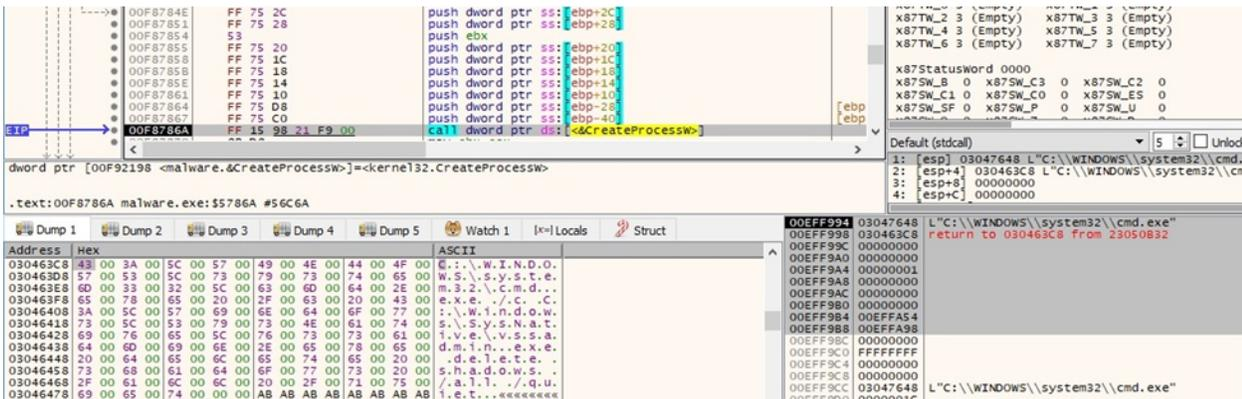 00F8784E FF 75 2C push dword ptr ss:[ebp+2C]
00F87851 FF 75 28 push dword ptr ss:[ebp+28]
00F87854 53 push ebx
00F87855 FF 75 20 push dword ptr ss:[ebp+20]
00F87858 FF 75 1C push dword ptr ss:[ebp+1C]
00F8785B FF 75 18 push dword ptr ss:[ebp+18]
00F8785E FF 75 14 push dword ptr ss:[ebp+14]
00F87861 FF 75 10 push dword ptr ss:[ebp+10]
00F87864 FF 75 D8 push dword ptr ss:[ebp-28] [ebp
00F87867 FF 75 C0 push dword ptr ss:[ebp-40] [ebp
EIP 00F8786A FF 15 98 21 F9 00 call dword ptr ds:[<&CreateProcessW>]
dword ptr [00F92198 <malware.&CreateProcessW>]=<kernel32.CreateProcessW>
.text:00F8786A malware.exe:$5786A #56C6A
x87TW_2 3 (Empty) x87TW_3 3 (Empty)
x87TW_4 3 (Empty) x87TW_5 3 (Empty)
x87TW_6 3 (Empty) x87TW_7 3 (Empty)
x87StatusWord 0000
x87SW_B 0 x87SW_C3 0 x87SW_C2 0
x87SW_C1 0 x87SW_C0 0 x87SW_ES 0
x87SW_SF 0 x87SW_P 0 x87SW_U 0
Default (stdcall) 5 Unlock
1: [esp] 03047648 L"C:\\WINDOWS\\system32\\cmd.
2: [esp+4] 030463C8 L"C:\\WINDOWS\\system32\\cm
3: [esp+8] 00000000
4: [esp+C] 00000000
Dump 1 Dump 2 Dump 3 Dump 4 Dump 5 Watch 1 [x=] Locals Struct
Address Hex ASCII
030463C8 43 00 3A 00 5C 00 57 00 49 00 4E 00 44 00 4F 00 C.:.\.W.I.N.D.O.
030463D8 57 00 53 00 5C 00 73 00 79 00 73 00 74 00 65 00 W.S.\.s.y.s.t.e.
030463E8 6D 00 33 00 32 00 5C 00 63 00 6D 00 64 00 2E 00 m.3.2.\.c.m.d...
030463F8 65 00 78 00 65 00 20 00 2F 00 63 00 20 00 43 00 e.x.e. ./.c. .C.
03046408 3A 00 5C 00 57 00 69 00 6E 00 64 00 6F 00 77 00 :.\.W.i.n.d.o.w.
03046418 73 00 5C 00 53 00 79 00 73 00 4E 00 61 00 74 00 s.\.S.y.s.N.a.t.
03046428 69 00 76 00 65 00 5C 00 76 00 73 00 73 00 61 00 i.v.e.\.v.s.s.a.
03046438 64 00 6D 00 69 00 6E 00 2E 00 65 00 78 00 65 00 d.m.i.n...e.x.e.
03046448 20 00 64 00 65 00 6C 00 65 00 74 00 65 00 20 00 .d.e.l.e.t.e. .
03046458 73 00 68 00 61 00 64 00 6F 00 77 00 73 00 20 00 s.h.a.d.o.w.s. .
03046468 2F 00 61 00 6C 00 6C 00 20 00 2F 00 71 00 75 00 /.a.l.l. ./.q.u.
03046478 69 00 65 00 74 00 00 00 AB AB AB AB AB AB AB AB i.e.t...««««««««
00EFF994 03047648 L"C:\\WINDOWS\\system32\\cmd.exe"
00EFF998 030463C8 return to 030463C8 from 23050B32
00EFF99C 00000000
00EFF9A0 00000000
00EFF9A4 00000001
00EFF9A8 00000000
00EFF9AC 00000000
00EFF9B0 00000000
00EFF9B4 00EFFA54
00EFF9B8 00EFFA98
00EFF9BC 00000000
00EFF9C0 FFFFFFFF
00EFF9C4 00000000
00EFF9C8 00000000
00EFF9CC 03047648 L"C:\\WINDOWS\\system32\\cmd.exe"